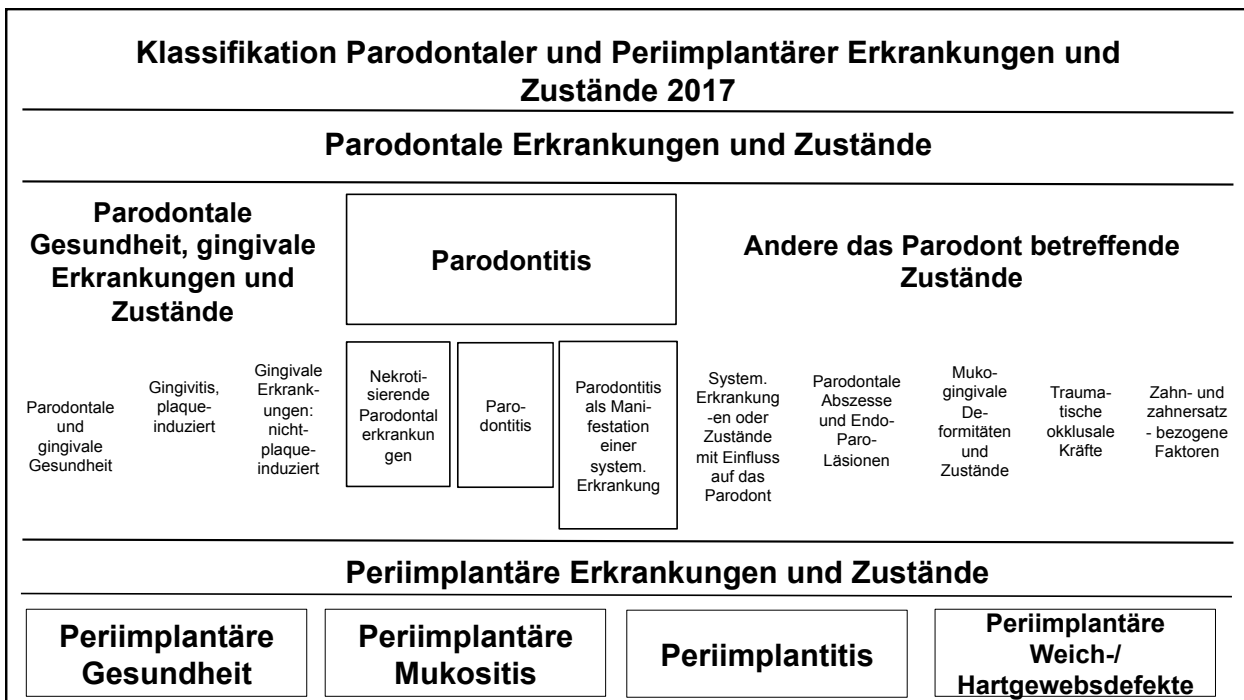 Klassifikation Parodontaler und Periimplantärer Erkrankungen und
Zustände 2017
Parodontale Erkrankungen und Zustände
Parodontale
Gesundheit, gingivale
Erkrankungen und
Zustände
Parodontitis
Andere das Parodont betreffende
Zustände
Parodontale
und
gingivale
Gesundheit
Gingivitis,
plaque-
induziert
Gingivale
Erkrank-
ungen:
nicht-
plaque-
induziert
Nekroti-
sierende
Parodontal
erkrankun
gen
Paro-
dontitis
Parodontitis
als Mani-
festation
einer
system.
Erkrankung
System.
Erkrankung
-en oder
Zustände
mit Einfluss
auf das
Parodont
Parodontale
Abszesse
und Endo-
Paro-
Läsionen
Muko-
gingivale
De-
formitäten
und
Zustände
Trauma-
tische
okklusale
Kräfte
Zahn- und
zahnersatz
- bezogene
Faktoren
Periimplantäre Erkrankungen und Zustände
Periimplantäre
Gesundheit
Periimplantäre
Mukositis
Periimplantitis
Periimplantäre
Weich-/
Hartgewebsdefekte